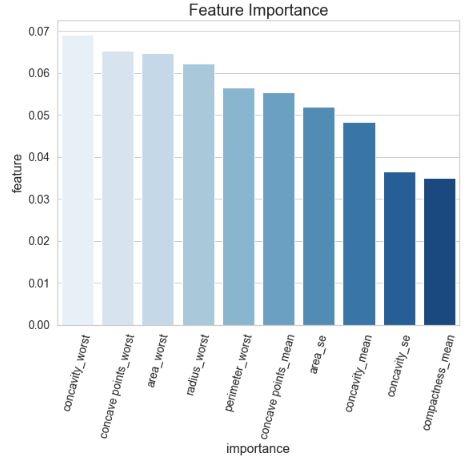 Feature Importance
0.07
0.06
0.05
0.04
0.03
0.02
0.01
0.00
feature
concavity_worst
concave points_worst
area_worst
radius_worst
perimeter_worst
concave points_mean
area_se
concavity_mean
concavity_se
compactness_mean
importance